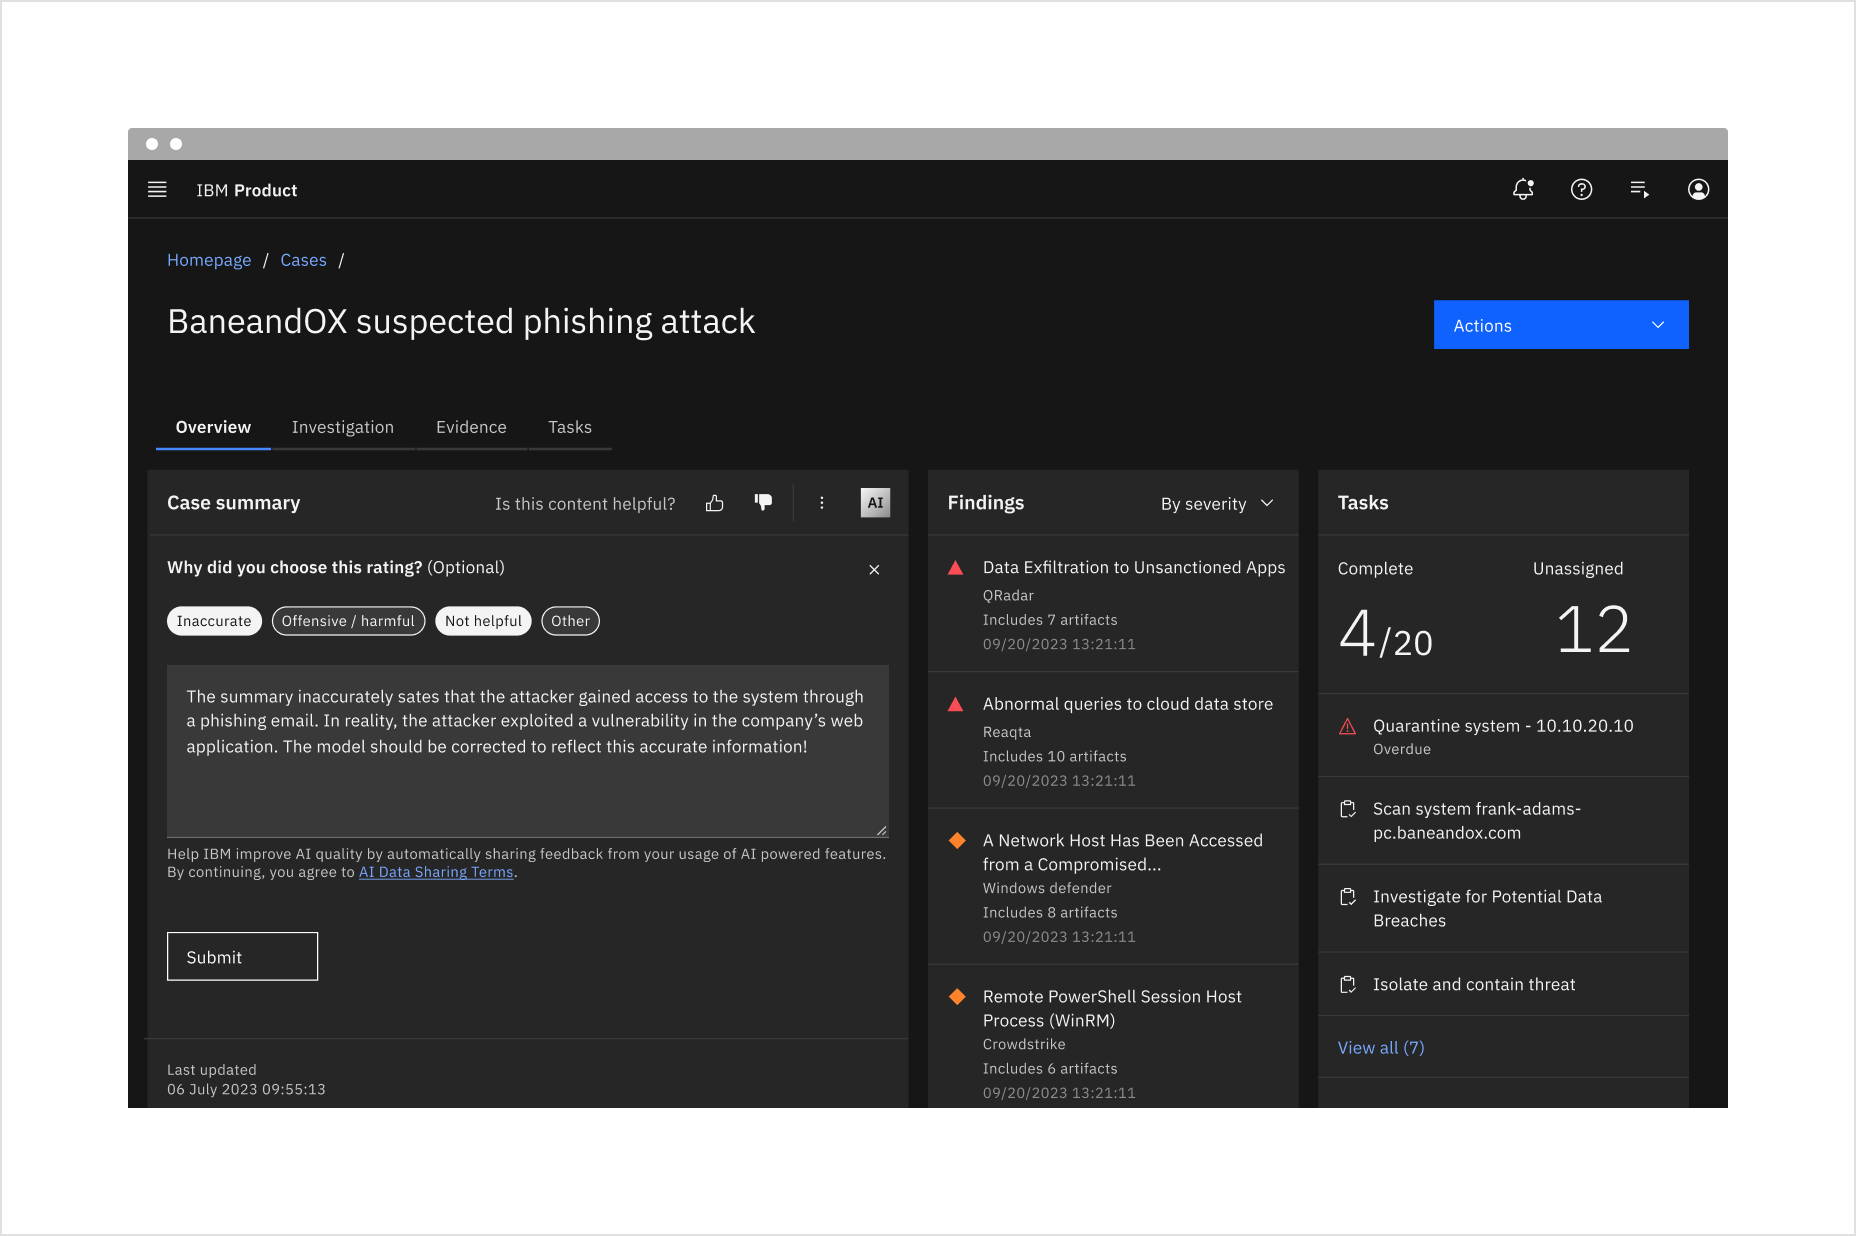 IBM Product
Homepage / Cases /
BaneandOX suspected phishing attack
Actions
Overview Investigation Evidence Tasks
Case summary
Is this content helpful?
AI
Why did you choose this rating? (Optional)
Inaccurate
Offensive / harmful
Not helpful
Other
The summary inaccurately sates that the attacker gained access to the system through
a phishing email. In reality, the attacker exploited a vulnerability in the company’s web
application. The model should be corrected to reflect this accurate information!
Help IBM improve AI quality by automatically sharing feedback from your usage of AI powered features.
By continuing, you agree to AI Data Sharing Terms.
Submit
Last updated
06 July 2023 09:55:13
Findings
By severity
Data Exfiltration to Unsanctioned Apps
QRadar
Includes 7 artifacts
09/20/2023 13:21:11
Abnormal queries to cloud data store
Reaqta
Includes 10 artifacts
09/20/2023 13:21:11
A Network Host Has Been Accessed
from a Compromised...
Windows defender
Includes 8 artifacts
09/20/2023 13:21:11
Remote PowerShell Session Host
Process (WinRM)
Crowdstrike
Includes 6 artifacts
09/20/2023 13:21:11
Tasks
Complete
4/20
Unassigned
12
Quarantine system - 10.10.20.10
Overdue
Scan system frank-adams-
pc.baneandox.com
Investigate for Potential Data
Breaches
Isolate and contain threat
View all (7)